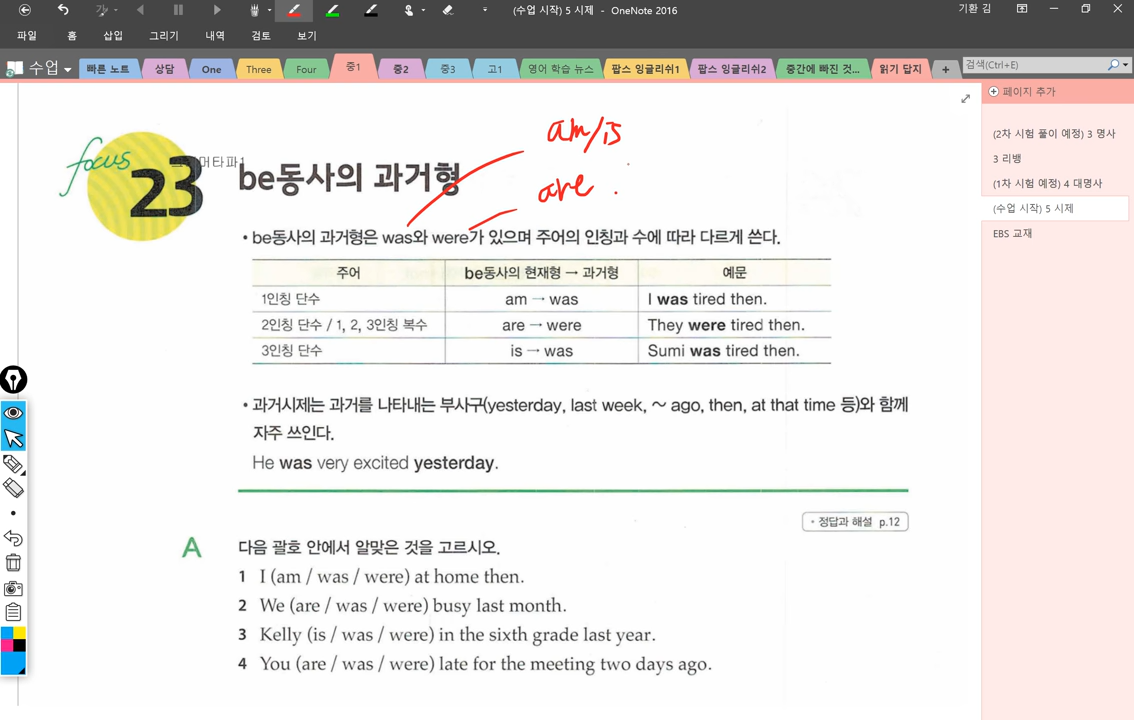 (수업 시작) 5 시제 - OneNote 2016
기환 김
파일 홈 삽입 그리기 내역 검토 보기
수업 빠른 노트 상담 One Three Four 중1 중2 중3 고1 영어 학습 뉴스 팝스 잉글리쉬1 팝스 잉글리쉬2 중간에 빠진 것... 읽기 답지 + 검색(Ctrl+E)
페이지 추가
(2차 시험 풀이 예정) 3 명사
3 리뱅
(1차 시험 예정) 4 대명사
(수업 시작) 5 시제
EBS 교재
am/is
are
focus 23 be동사의 과거형
머타파1
• be동사의 과거형은 was와 were가 있으며 주어의 인칭과 수에 따라 다르게 쓴다.
주어 be동사의 현재형 → 과거형 예문
1인칭 단수 am → was I was tired then.
2인칭 단수 / 1, 2, 3인칭 복수 are → were They were tired then.
3인칭 단수 is → was Sumi was tired then.
• 과거시제는 과거를 나타내는 부사구(yesterday, last week, ~ ago, then, at that time 등)와 함께
자주 쓰인다.
He was very excited yesterday.
• 정답과 해설 p.12
A 다음 괄호 안에서 알맞은 것을 고르시오.
1 I (am / was / were) at home then.
2 We (are / was / were) busy last month.
3 Kelly (is / was / were) in the sixth grade last year.
4 You (are / was / were) late for the meeting two days ago.